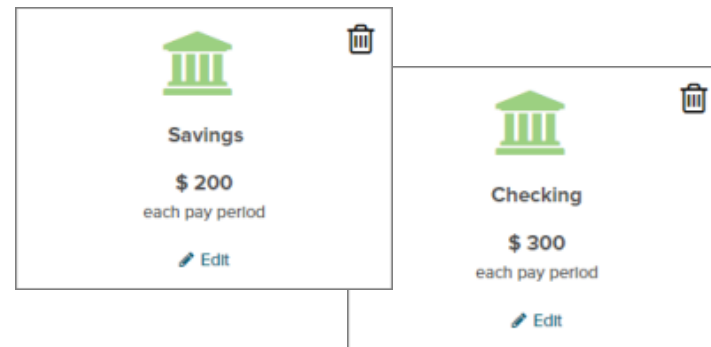 Savings
$ 200
each pay period
Edit
Checking
$ 300
each pay period
Edit